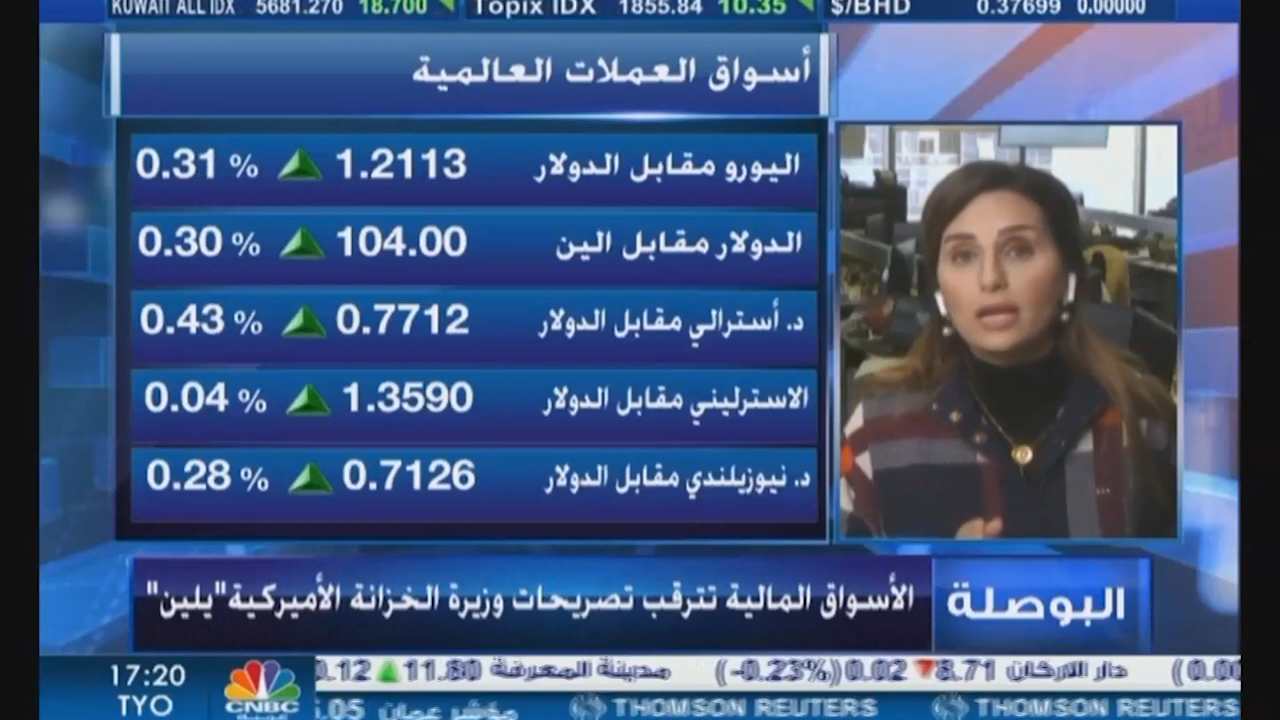 KUWAIT ALL IDX 5681.270 18.700 Topix IDX 1855.84 10.35 $/BHD 0.37699 0.00000
أسواق العملات العالمية
اليورو مقابل الدولار 1.2113 0.31 %
الدولار مقابل الين 104.00 0.30 %
د. أسترالي مقابل الدولار 0.7712 0.43 %
الاسترليني مقابل الدولار 1.3590 0.04 %
د. نيوزيلندي مقابل الدولار 0.7126 0.28 %
البوصلة
الأسواق المالية تترقب تصريحات وزيرة الخزانة الأميركية "يلين"
17:20
TYO
CNBC
عربية
دار الاركان 8.71 0.02 (-0.23%) مدينة المعرفة 11.80 0.12
مؤشر عمان THOMSON REUTERS THOMSON REUTERS